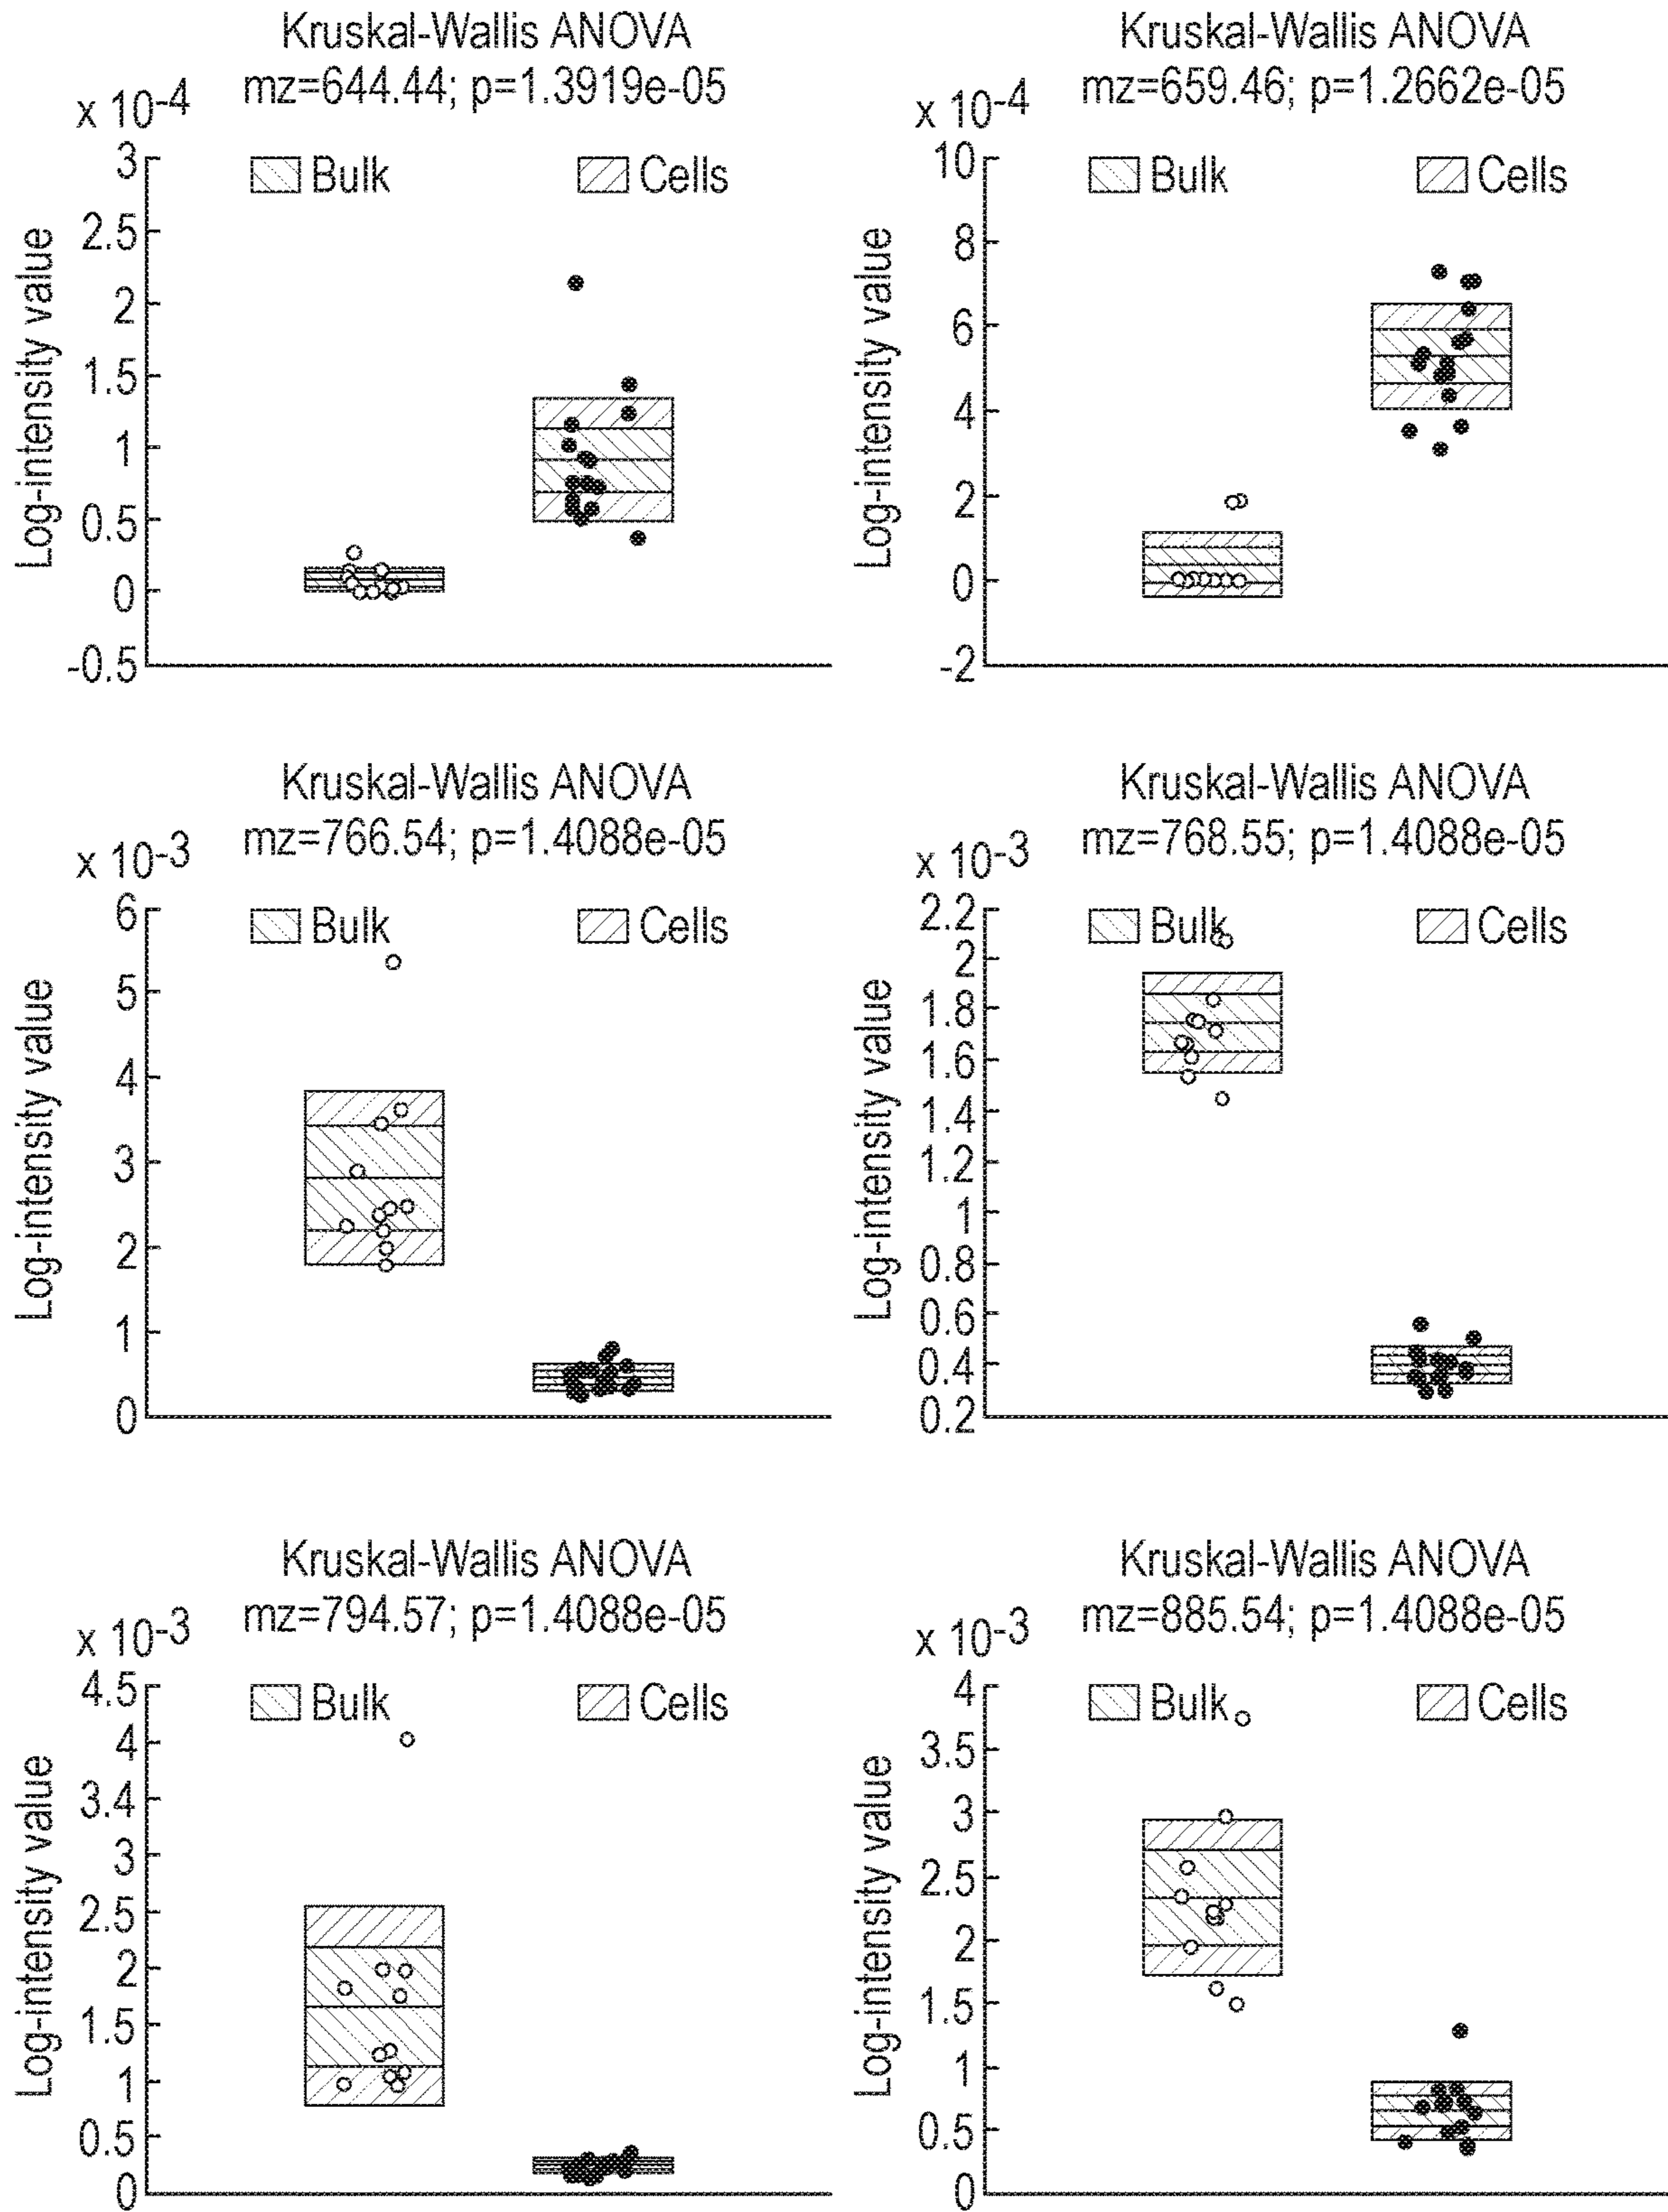 Kruskal-Wallis ANOVA
mz=644.44; p=1.3919e-05
x 10-4
Bulk
Cells
3
2.5
2
1.5
1
0.5
0
-0.5
Log-intensity value
Kruskal-Wallis ANOVA
mz=659.46; p=1.2662e-05
x 10-4
Bulk
Cells
10
8
6
4
2
0
-2
Log-intensity value
Kruskal-Wallis ANOVA
mz=766.54; p=1.4088e-05
x 10-3
Bulk
Cells
6
5
4
3
2
1
0
Log-intensity value
Kruskal-Wallis ANOVA
mz=768.55; p=1.4088e-05
x 10-3
Bulk
Cells
2.2
2
1.8
1.6
1.4
1.2
1
0.8
0.6
0.4
0.2
Log-intensity value
Kruskal-Wallis ANOVA
mz=794.57; p=1.4088e-05
x 10-3
Bulk
Cells
4.5
4
3.4
3
2.5
2
1.5
1
0.5
0
Log-intensity value
Kruskal-Wallis ANOVA
mz=885.54; p=1.4088e-05
x 10-3
Bulk
Cells
4
3.5
3
2.5
2
1.5
1
0.5
0
Log-intensity value